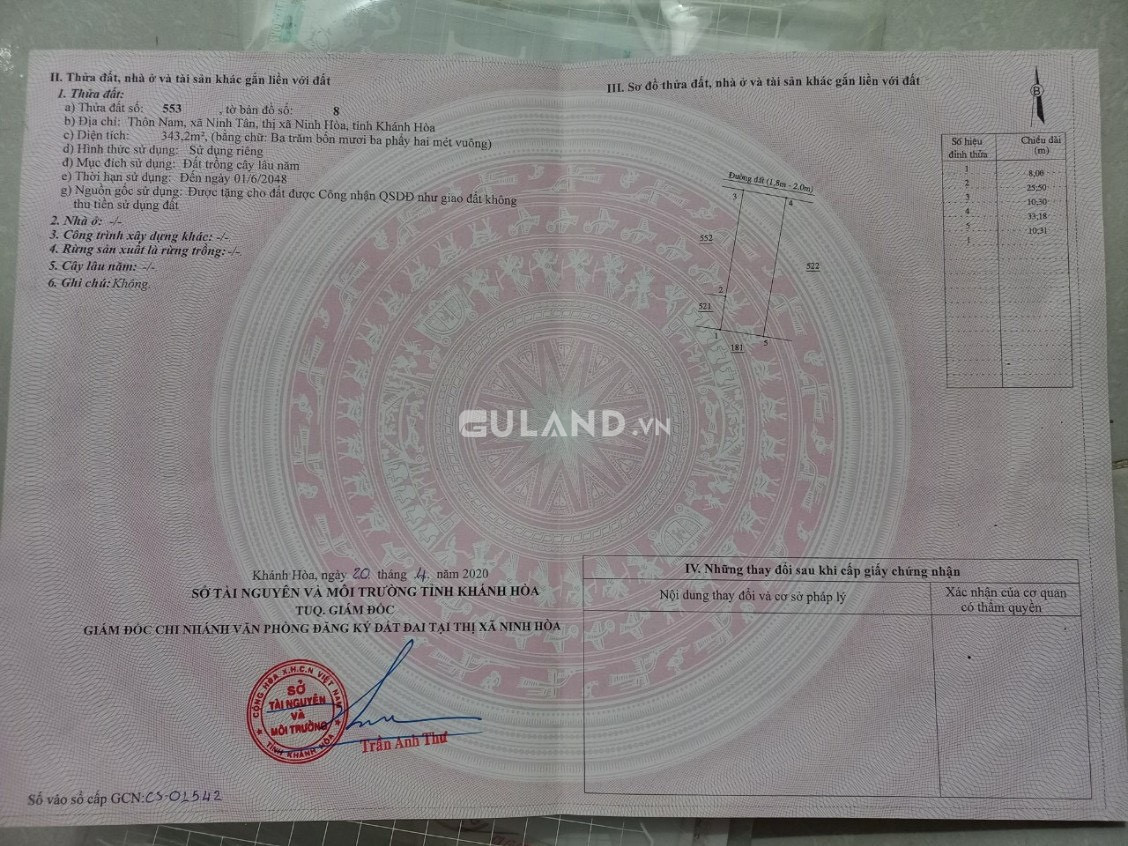 II. Thửa đất, nhà ở và tài sản khác gắn liền với đất
1. Thửa đất:
a) Thửa đất số: 553 , tờ bản đồ số: 8
b) Địa chỉ: Thôn Nam, xã Ninh Tân, thị xã Ninh Hòa, tỉnh Khánh Hòa
c) Diện tích: 343,2m², (bằng chữ: Ba trăm bốn mươi ba phẩy hai mét vuông)
d) Hình thức sử dụng: Sử dụng riêng
đ) Mục đích sử dụng: Đất trồng cây lâu năm
e) Thời hạn sử dụng: Đến ngày 01/6/2048
g) Nguồn gốc sử dụng: Được tặng cho đất được Công nhận QSDĐ như giao đất không
thu tiền sử dụng đất
2. Nhà ở: -/-
3. Công trình xây dựng khác: -/-
4. Rừng sản xuất là rừng trồng: -/-.
5. Cây lâu năm: -/-
6. Ghi chú: Không.
Khánh Hòa, ngày 20 tháng 4. năm 2020
SỞ TÀI NGUYÊN VÀ MÔI TRƯỜNG TỈNH KHÁNH HÒA
TUQ. GIÁM ĐỐC
GIÁM ĐỐC CHI NHÁNH VĂN PHÒNG ĐĂNG KÝ ĐẤT ĐAI TẠI THỊ XÃ NINH HÒA
CỘNG HÒA X.H.C.N VIỆT NAM
SỞ
TÀI NGUYÊN
VÀ
MÔI TRƯỜNG
TỈNH KHÁNH HÒA
Trần Anh Thư
Số vào sổ cấp GCN: CS-01542
III. Sơ đồ thửa đất, nhà ở và tài sản khác gắn liền với đất
B
Số hiệu đỉnh thửa Chiều dài (m)
1
8,00
2
25,50
3
10,30
4
33,18
5
10,31
1
Đường đất (1,8m - 2.0m)
3 4
552
522
2
521
1 5
181
GULAND.VN
IV. Những thay đổi sau khi cấp giấy chứng nhận
Nội dung thay đổi và cơ sở pháp lý
Xác nhận của cơ quan
có thẩm quyền